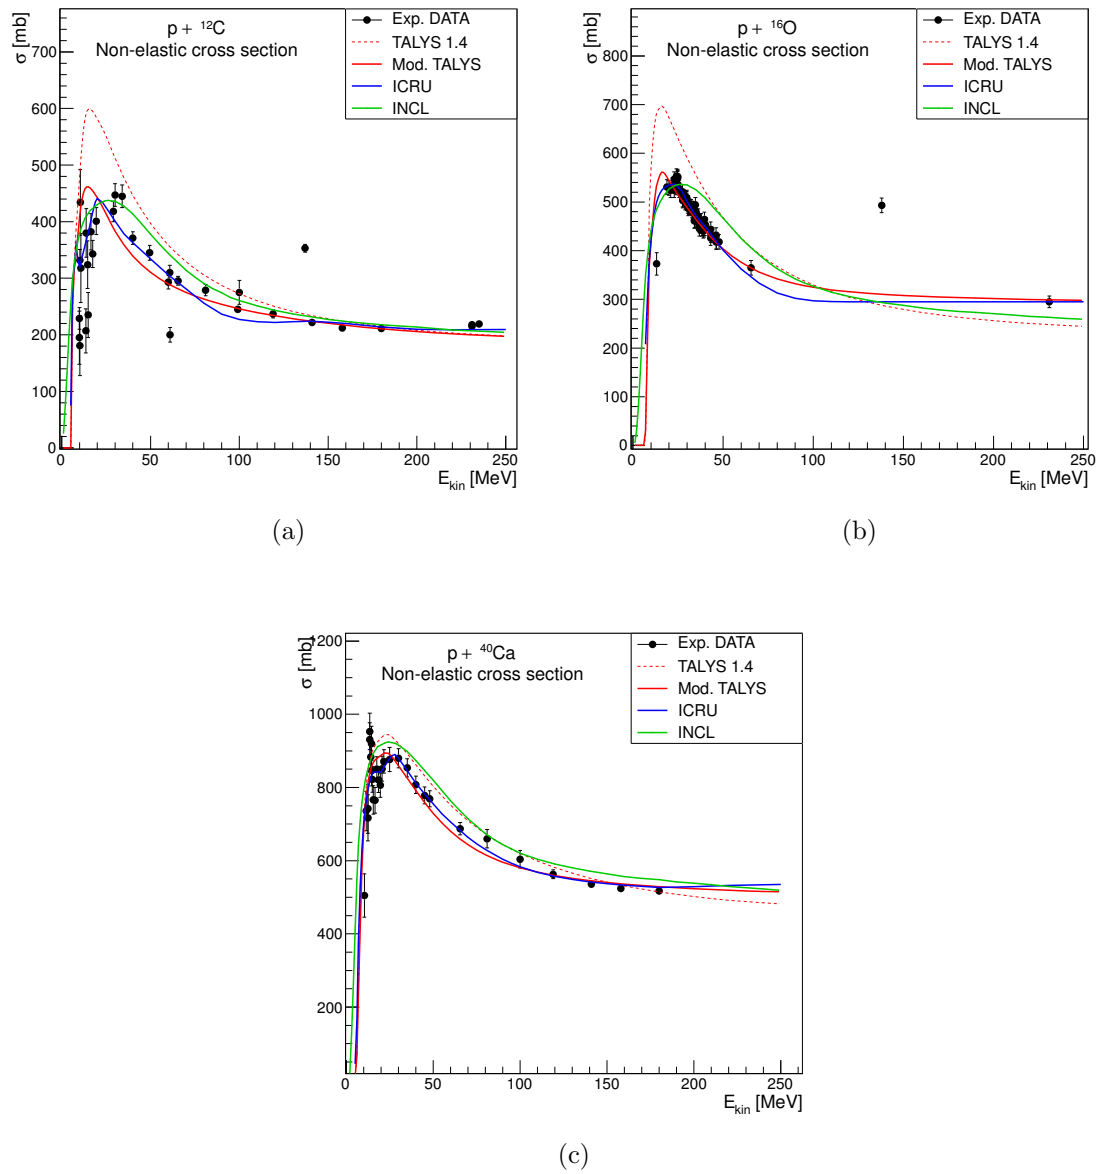 p + ¹²C
Non-elastic cross section
Exp. DATA
TALYS 1.4
Mod. TALYS
ICRU
INCL
σ [mb]
700
600
500
400
300
200
100
0
0 50 100 150 200 250
E_kin [MeV]
(a)
p + ¹⁶O
Non-elastic cross section
Exp. DATA
TALYS 1.4
Mod. TALYS
ICRU
INCL
σ [mb]
800
700
600
500
400
300
200
100
0
0 50 100 150 200 250
E_kin [MeV]
(b)
p + ⁴⁰Ca
Non-elastic cross section
Exp. DATA
TALYS 1.4
Mod. TALYS
ICRU
INCL
σ [mb]
1200
1000
800
600
400
200
0 50 100 150 200 250
E_kin [MeV]
(c)